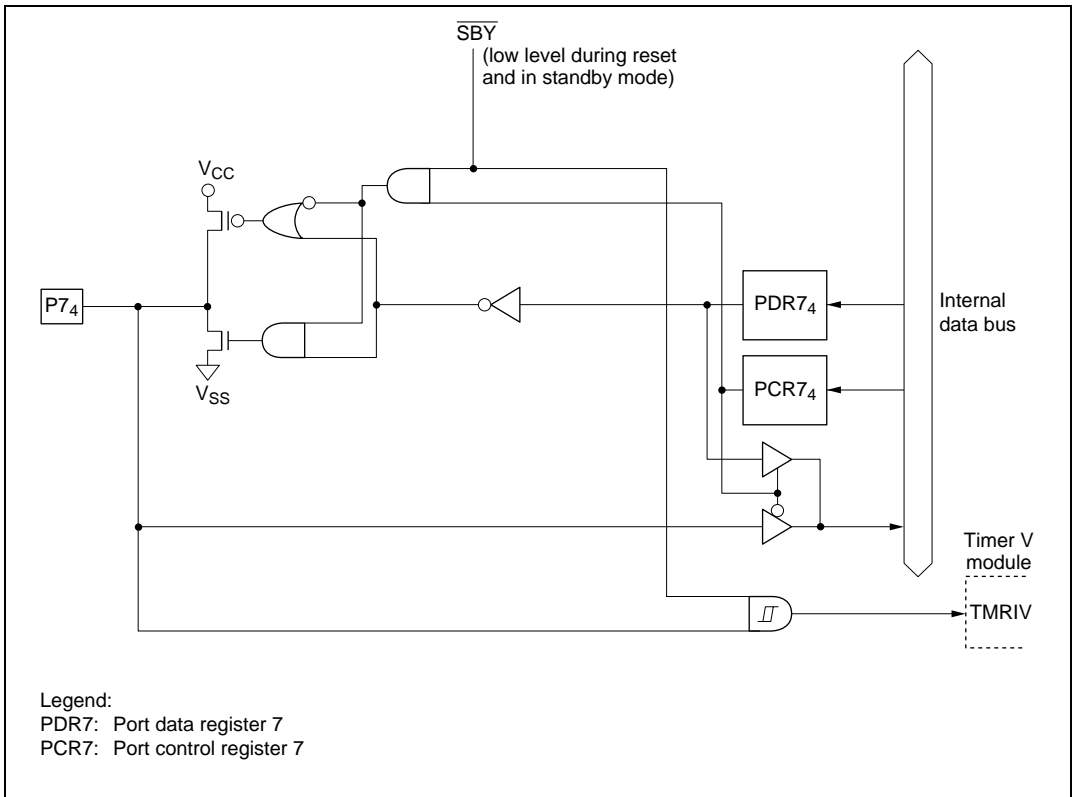 SBY
(low level during reset
and in standby mode)
VCC
P74
VSS
PDR74
PCR74
Internal
data bus
Timer V
module
TMRIV
Legend:
PDR7: Port data register 7
PCR7: Port control register 7